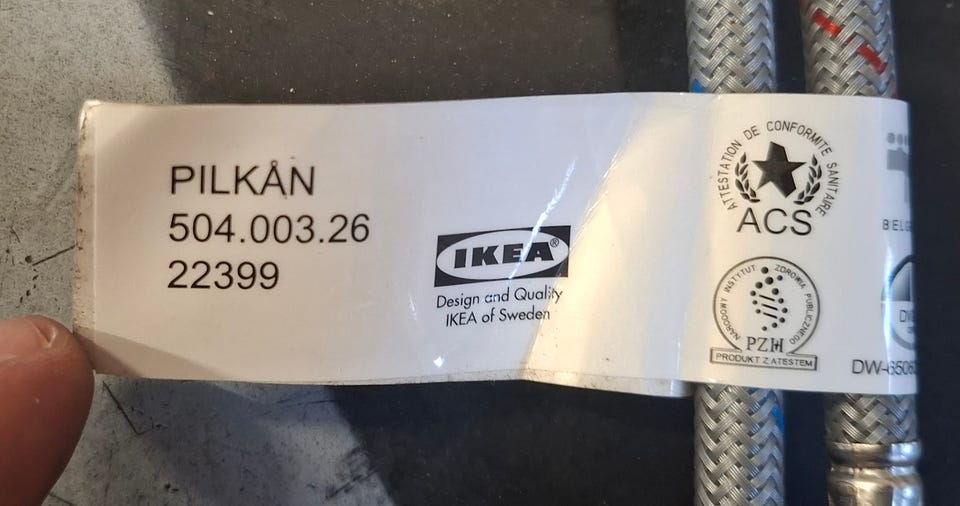 PILKÅN
504.003.26
22399
IKEA®
Design and Quality
IKEA of Sweden
ATTESTATION DE CONFORMITE SANITAIRE
ACS
NARODOWY INSTYTUT ZDROWIA PUBLICZNEGO
PZH
PRODUKT Z ATESTEM